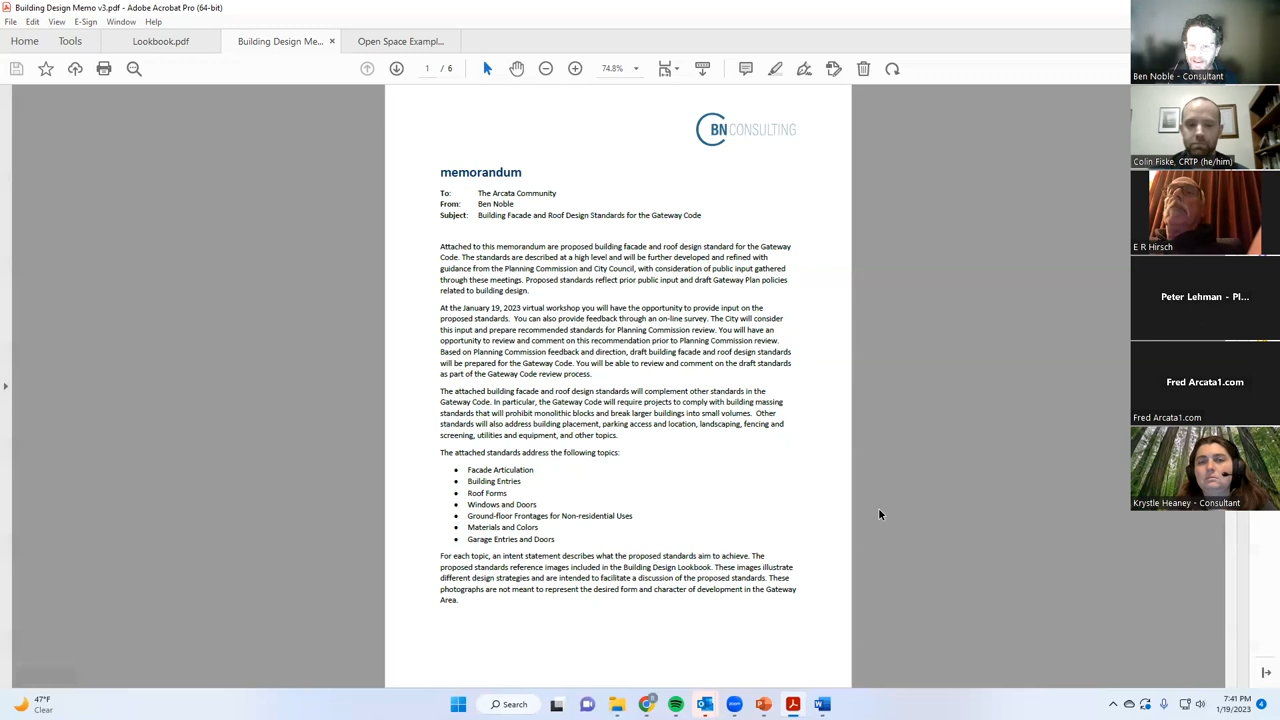 Building Design Memo v3.pdf - Adobe Acrobat Pro (64-bit)
File Edit View E-Sign Window Help
Home Tools Lookbook.pdf Building Design Me... × Open Space Exampl...
1 / 6 74.8%
BN CONSULTING
memorandum
To: The Arcata Community
From: Ben Noble
Subject: Building Facade and Roof Design Standards for the Gateway Code
Attached to this memorandum are proposed building facade and roof design standard for the Gateway
Code. The standards are described at a high level and will be further developed and refined with
guidance from the Planning Commission and City Council, with consideration of public input gathered
through these meetings. Proposed standards reflect prior public input and draft Gateway Plan policies
related to building design.
At the January 19, 2023 virtual workshop you will have the opportunity to provide input on the
proposed standards. You can also provide feedback through an on-line survey. The City will consider
this input and prepare recommended standards for Planning Commission review. You will have an
opportunity to review and comment on this recommendation prior to Planning Commission review.
Based on Planning Commission feedback and direction, draft building facade and roof design standards
will be prepared for the Gateway Code. You will be able to review and comment on the draft standards
as part of the Gateway Code review process.
The attached building facade and roof design standards will complement other standards in the
Gateway Code. In particular, the Gateway Code will require projects to comply with building massing
standards that will prohibit monolithic blocks and break larger buildings into small volumes. Other
standards will also address building placement, parking access and location, landscaping, fencing and
screening, utilities and equipment, and other topics.
The attached standards address the following topics:
• Facade Articulation
• Building Entries
• Roof Forms
• Windows and Doors
• Ground-floor Frontages for Non-residential Uses
• Materials and Colors
• Garage Entries and Doors
For each topic, an intent statement describes what the proposed standards aim to achieve. The
proposed standards reference images included in the Building Design Lookbook. These images illustrate
different design strategies and are intended to facilitate a discussion of the proposed standards. These
photographs are not meant to represent the desired form and character of development in the Gateway
Area.
Ben Noble - Consultant
Colin Fiske, CRTP (he/him)
E R Hirsch
Peter Lehman - Pl...
Fred Arcata1.com
Fred Arcata1.com
Krystle Heaney - Consultant
47°F
Clear
Search
7:41 PM
1/19/2023
4